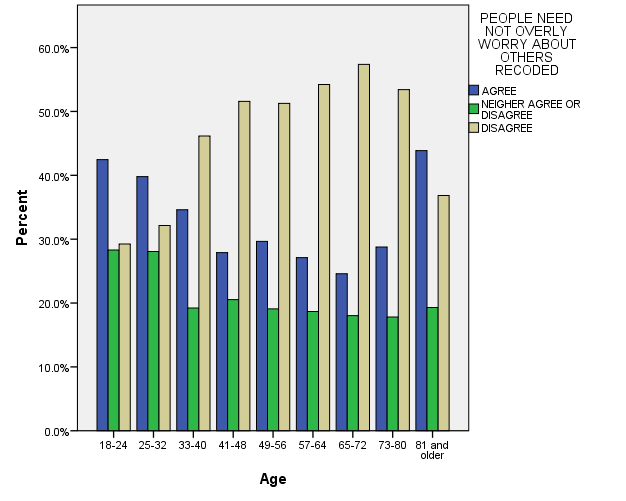 PEOPLE NEED
NOT OVERLY
WORRY ABOUT
OTHERS
RECODED
AGREE
NEIGHER AGREE OR
DISAGREE
DISAGREE
Percent
60.0%
50.0%
40.0%
30.0%
20.0%
10.0%
0.0%
18-24 25-32 33-40 41-48 49-56 57-64 65-72 73-80 81 and
older
Age